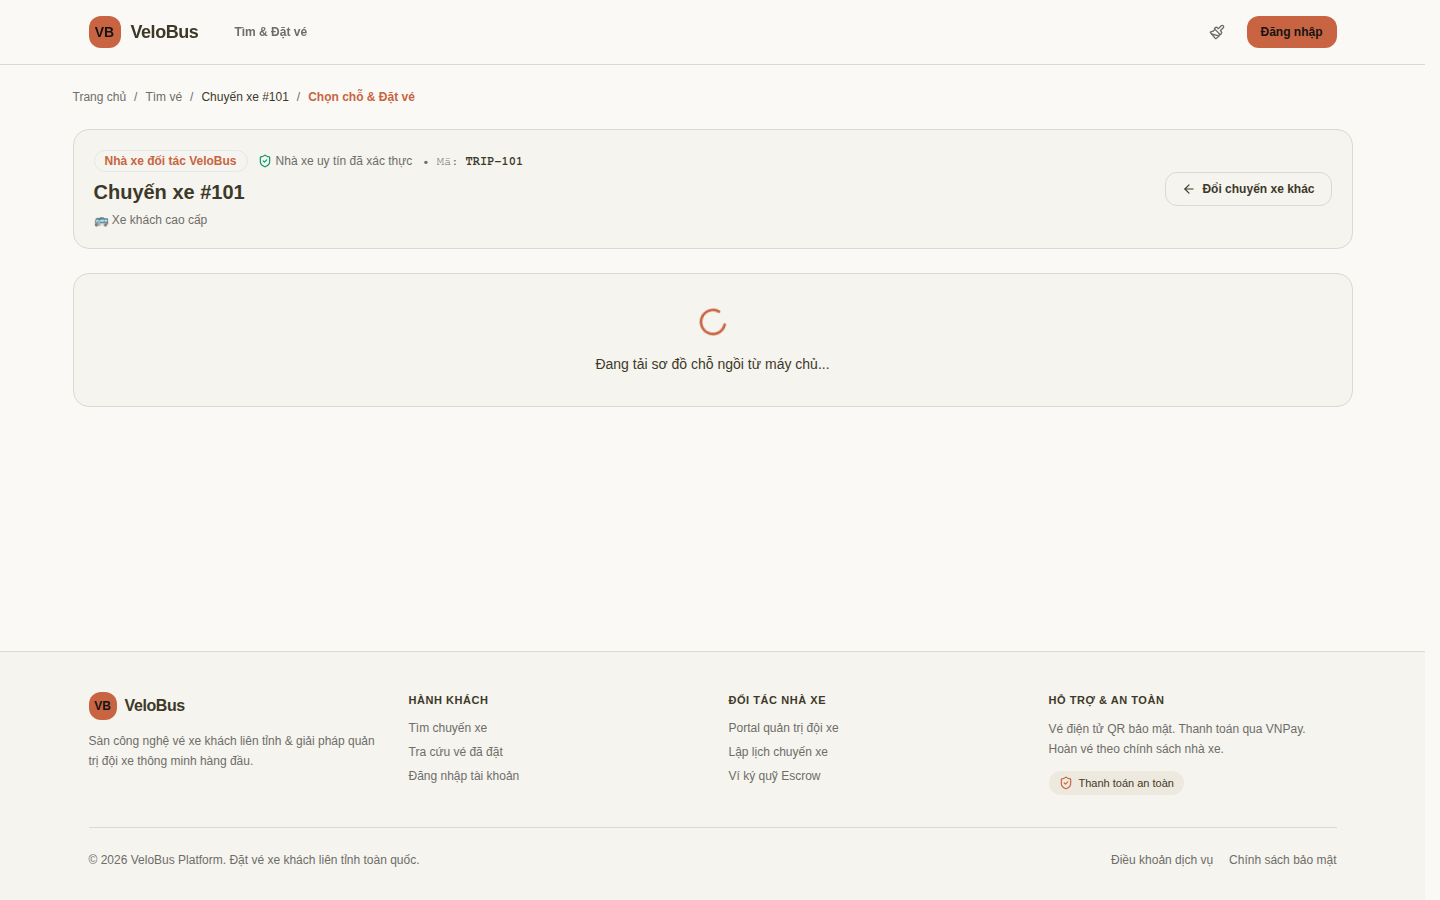 VB VeloBus Tìm & Đặt vé Đăng nhập
Trang chủ / Tìm vé / Chuyến xe #101 / Chọn chỗ & Đặt vé
Nhà xe đối tác VeloBus Nhà xe uy tín đã xác thực • Mã: TRIP-101
Chuyến xe #101
Xe khách cao cấp
Đổi chuyến xe khác
Đang tải sơ đồ chỗ ngồi từ máy chủ...
VB VeloBus
Sàn công nghệ vé xe khách liên tỉnh & giải pháp quản
trị đội xe thông minh hàng đầu.
HÀNH KHÁCH
Tìm chuyến xe
Tra cứu vé đã đặt
Đăng nhập tài khoản
ĐỐI TÁC NHÀ XE
Portal quản trị đội xe
Lập lịch chuyến xe
Ví ký quỹ Escrow
HỖ TRỢ & AN TOÀN
Vé điện tử QR bảo mật. Thanh toán qua VNPay.
Hoàn vé theo chính sách nhà xe.
Thanh toán an toàn
© 2026 VeloBus Platform. Đặt vé xe khách liên tỉnh toàn quốc.
Điều khoản dịch vụ Chính sách bảo mật